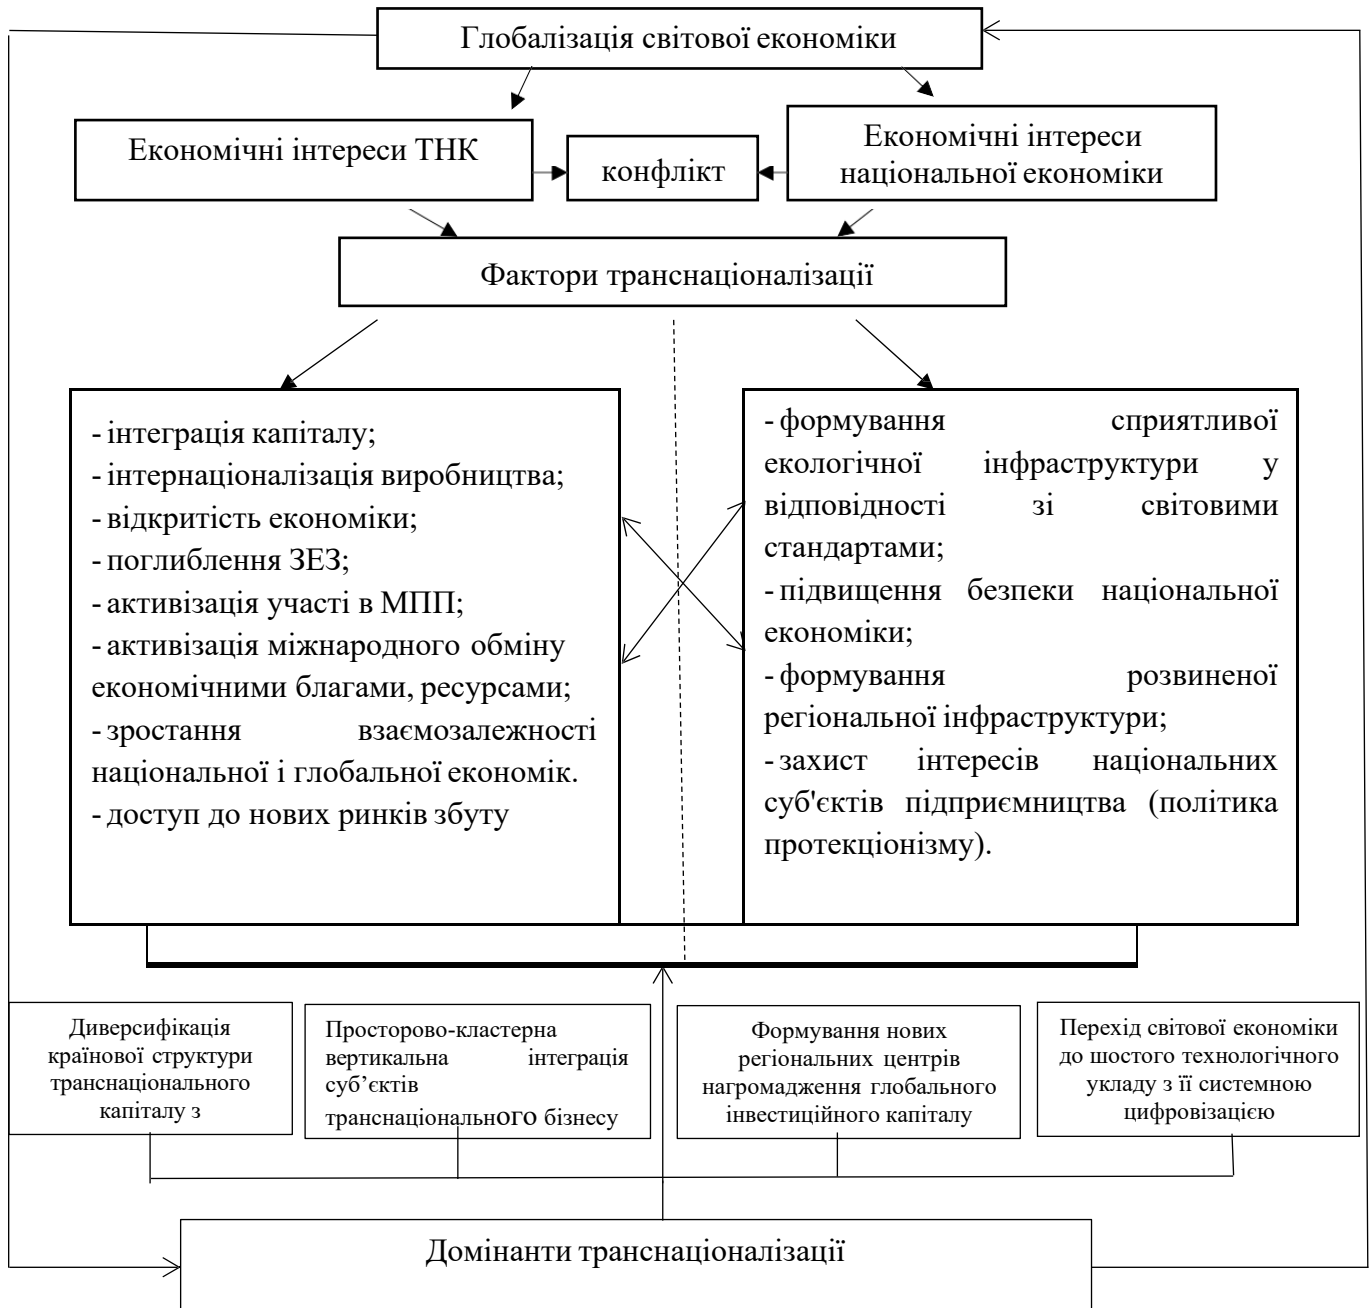 Глобалізація світової економіки
Економічні інтереси ТНК
конфлікт
Економічні інтереси
національної економіки
Фактори транснаціоналізації
- інтеграція капіталу;
- інтернаціоналізація виробництва;
- відкритість економіки;
- поглиблення ЗЕЗ;
- активізація участі в МПП;
- активізація міжнародного обміну
економічними благами, ресурсами;
- зростання взаємозалежності
національної і глобальної економік.
- доступ до нових ринків збуту
- формування сприятливої
екологічної інфраструктури у
відповідності зі світовими
стандартами;
- підвищення безпеки національної
економіки;
- формування розвиненої
регіональної інфраструктури;
- захист інтересів національних
суб'єктів підприємництва (політика
протекціонізму).
Диверсифікація
країнової структури
транснаціонального
капіталу з
Просторово-кластерна
вертикальна інтеграція
суб’єктів
транснаціонального бізнесу
Формування нових
регіональних центрів
нагромадження глобального
інвестиційного капіталу
Перехід світової економіки
до шостого технологічного
укладу з її системною
цифровізацією
Домінанти транснаціоналізації